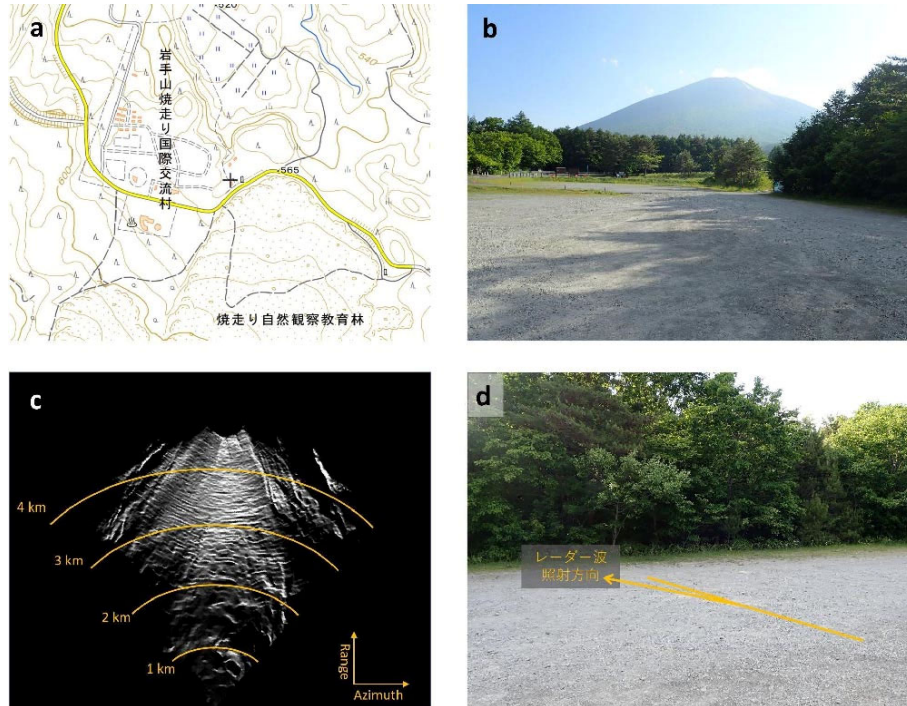 a
520
640
岩手山焼走り国際交流村
600
565
焼走り自然観察教育林
b
c
4 km
3 km
2 km
1 km
Range
Azimuth
d
レーダー波
照射方向